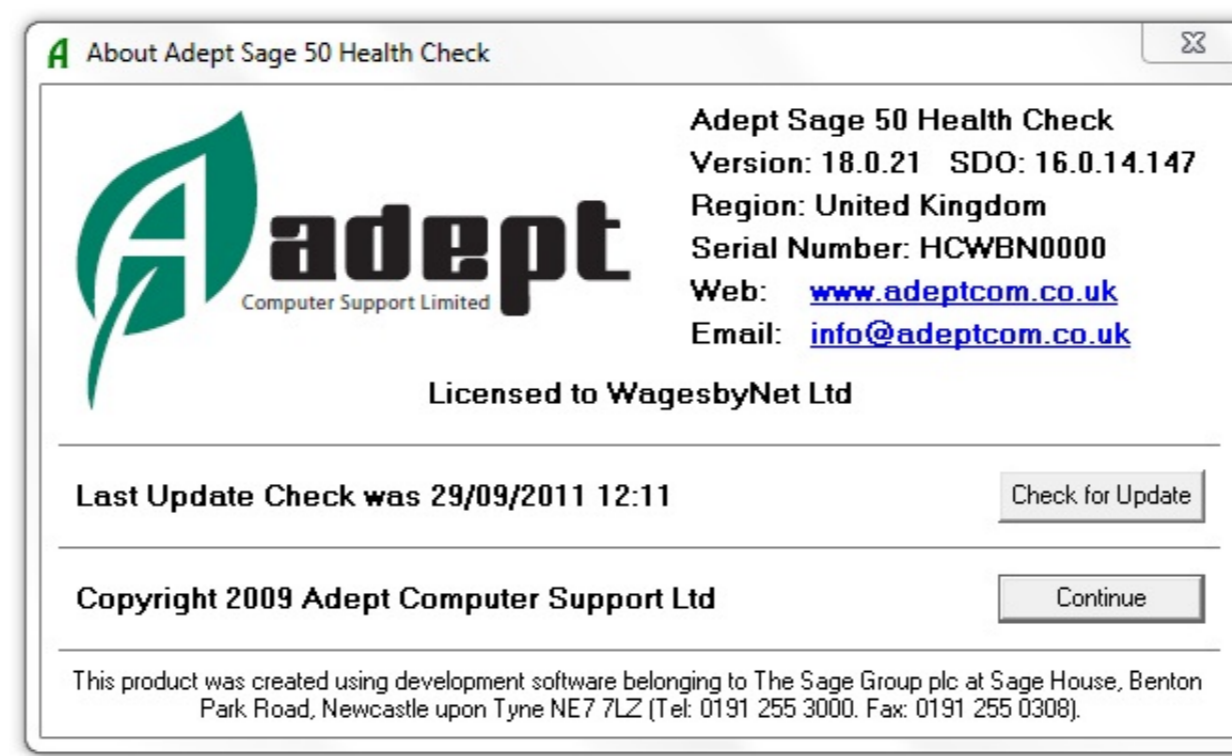 About Adept Sage 50 Health Check
adept
Computer Support Limited
Adept Sage 50 Health Check
Version: 18.0.21 SDO: 16.0.14.147
Region: United Kingdom
Serial Number: HCWBN0000
Web: www.adeptcom.co.uk
Email: info@adeptcom.co.uk
Licensed to WagesbyNet Ltd
Last Update Check was 29/09/2011 12:11
Check for Update
Copyright 2009 Adept Computer Support Ltd
Continue
This product was created using development software belonging to The Sage Group plc at Sage House, Benton
Park Road, Newcastle upon Tyne NE7 7LZ (Tel: 0191 255 3000. Fax: 0191 255 0308).